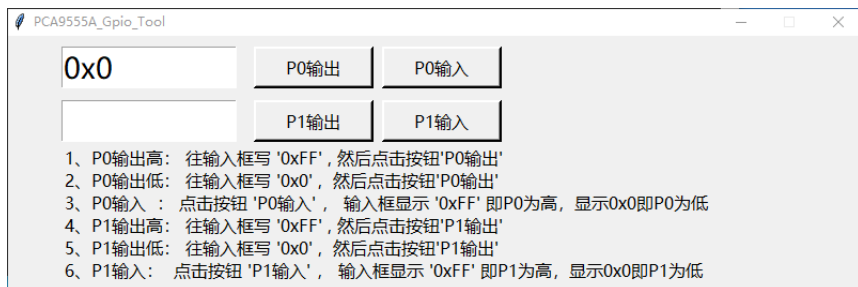 PCA9555A_Gpio_Tool
0x0 P0输出 P0输入
P1输出 P1输入
1、P0输出高： 往输入框写 '0xFF' , 然后点击按钮'P0输出'
2、P0输出低： 往输入框写 '0x0' , 然后点击按钮'P0输出'
3、P0输入 ： 点击按钮 'P0输入' ， 输入框显示 '0xFF' 即P0为高，显示0x0即P0为低
4、P1输出高： 往输入框写 '0xFF' , 然后点击按钮'P1输出'
5、P1输出低： 往输入框写 '0x0' , 然后点击按钮'P1输出'
6、P1输入： 点击按钮 'P1输入' ， 输入框显示 '0xFF' 即P1为高，显示0x0即P1为低